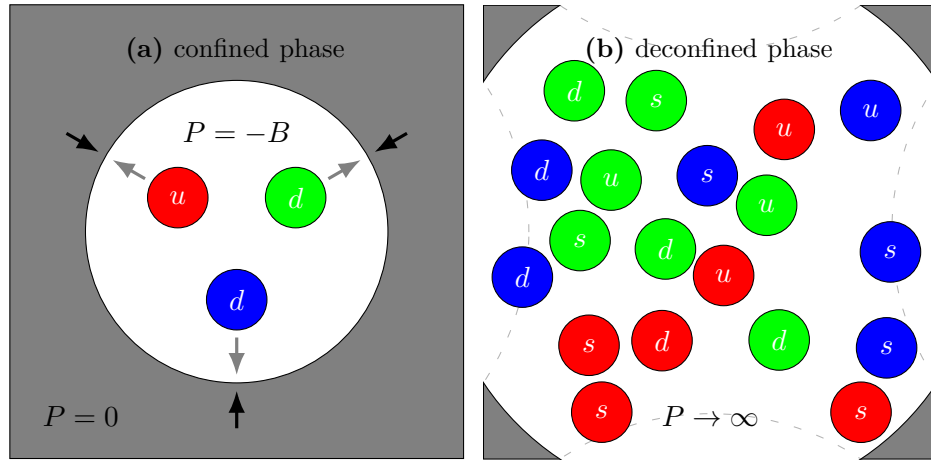 (a) confined phase
P = −B
u
d
d
P = 0
(b) deconfined phase
d
s
u
u
d
u
s
u
s
d
s
d
u
s
d
d
s
s
s
P → ∞